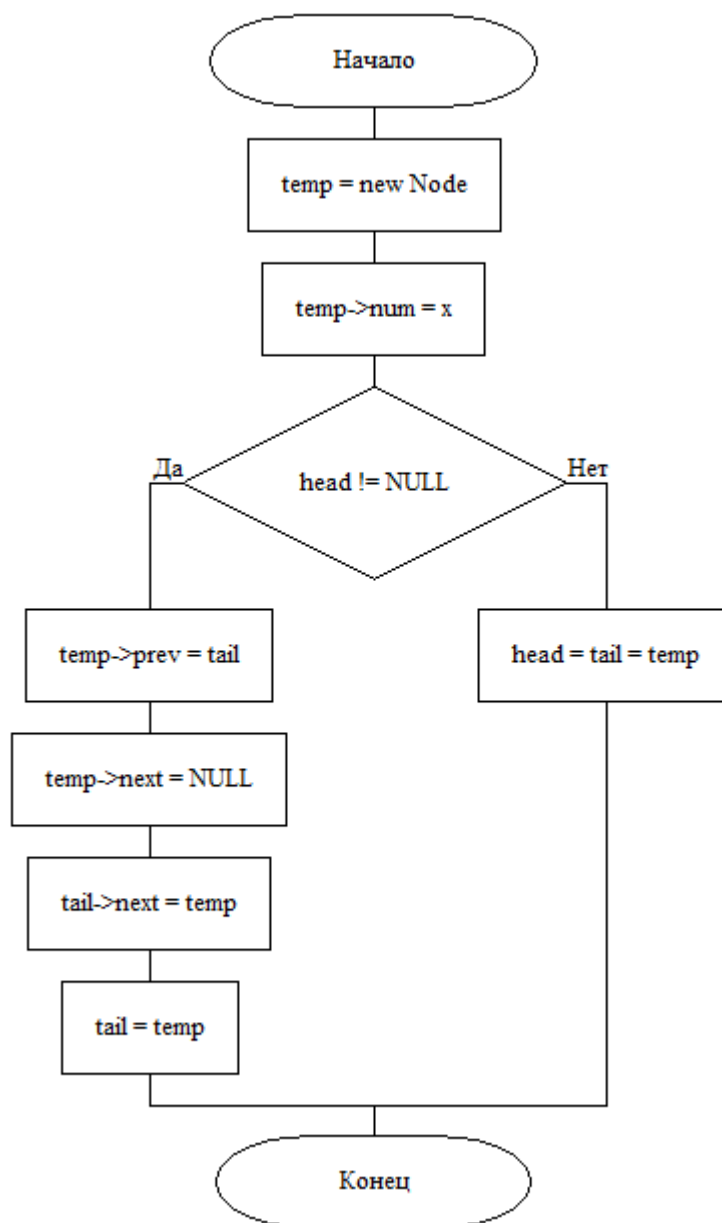 Начало
temp = new Node
temp->num = x
Да
head != NULL
Нет
temp->prev = tail
head = tail = temp
temp->next = NULL
tail->next = temp
tail = temp
Конец